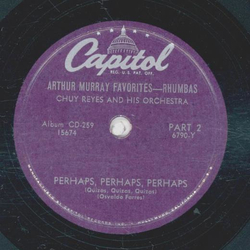 Capitol
REG. U.S. PAT. OFF.
ARTHUR MURRAY FAVORITES—RHUMBAS
CHUY REYES AND HIS ORCHESTRA
Album CD-259
15674
PART 2
6790-Y
PERHAPS, PERHAPS, PERHAPS
(Quizas, Quizas, Quizas)
(Osvaldo Farres)